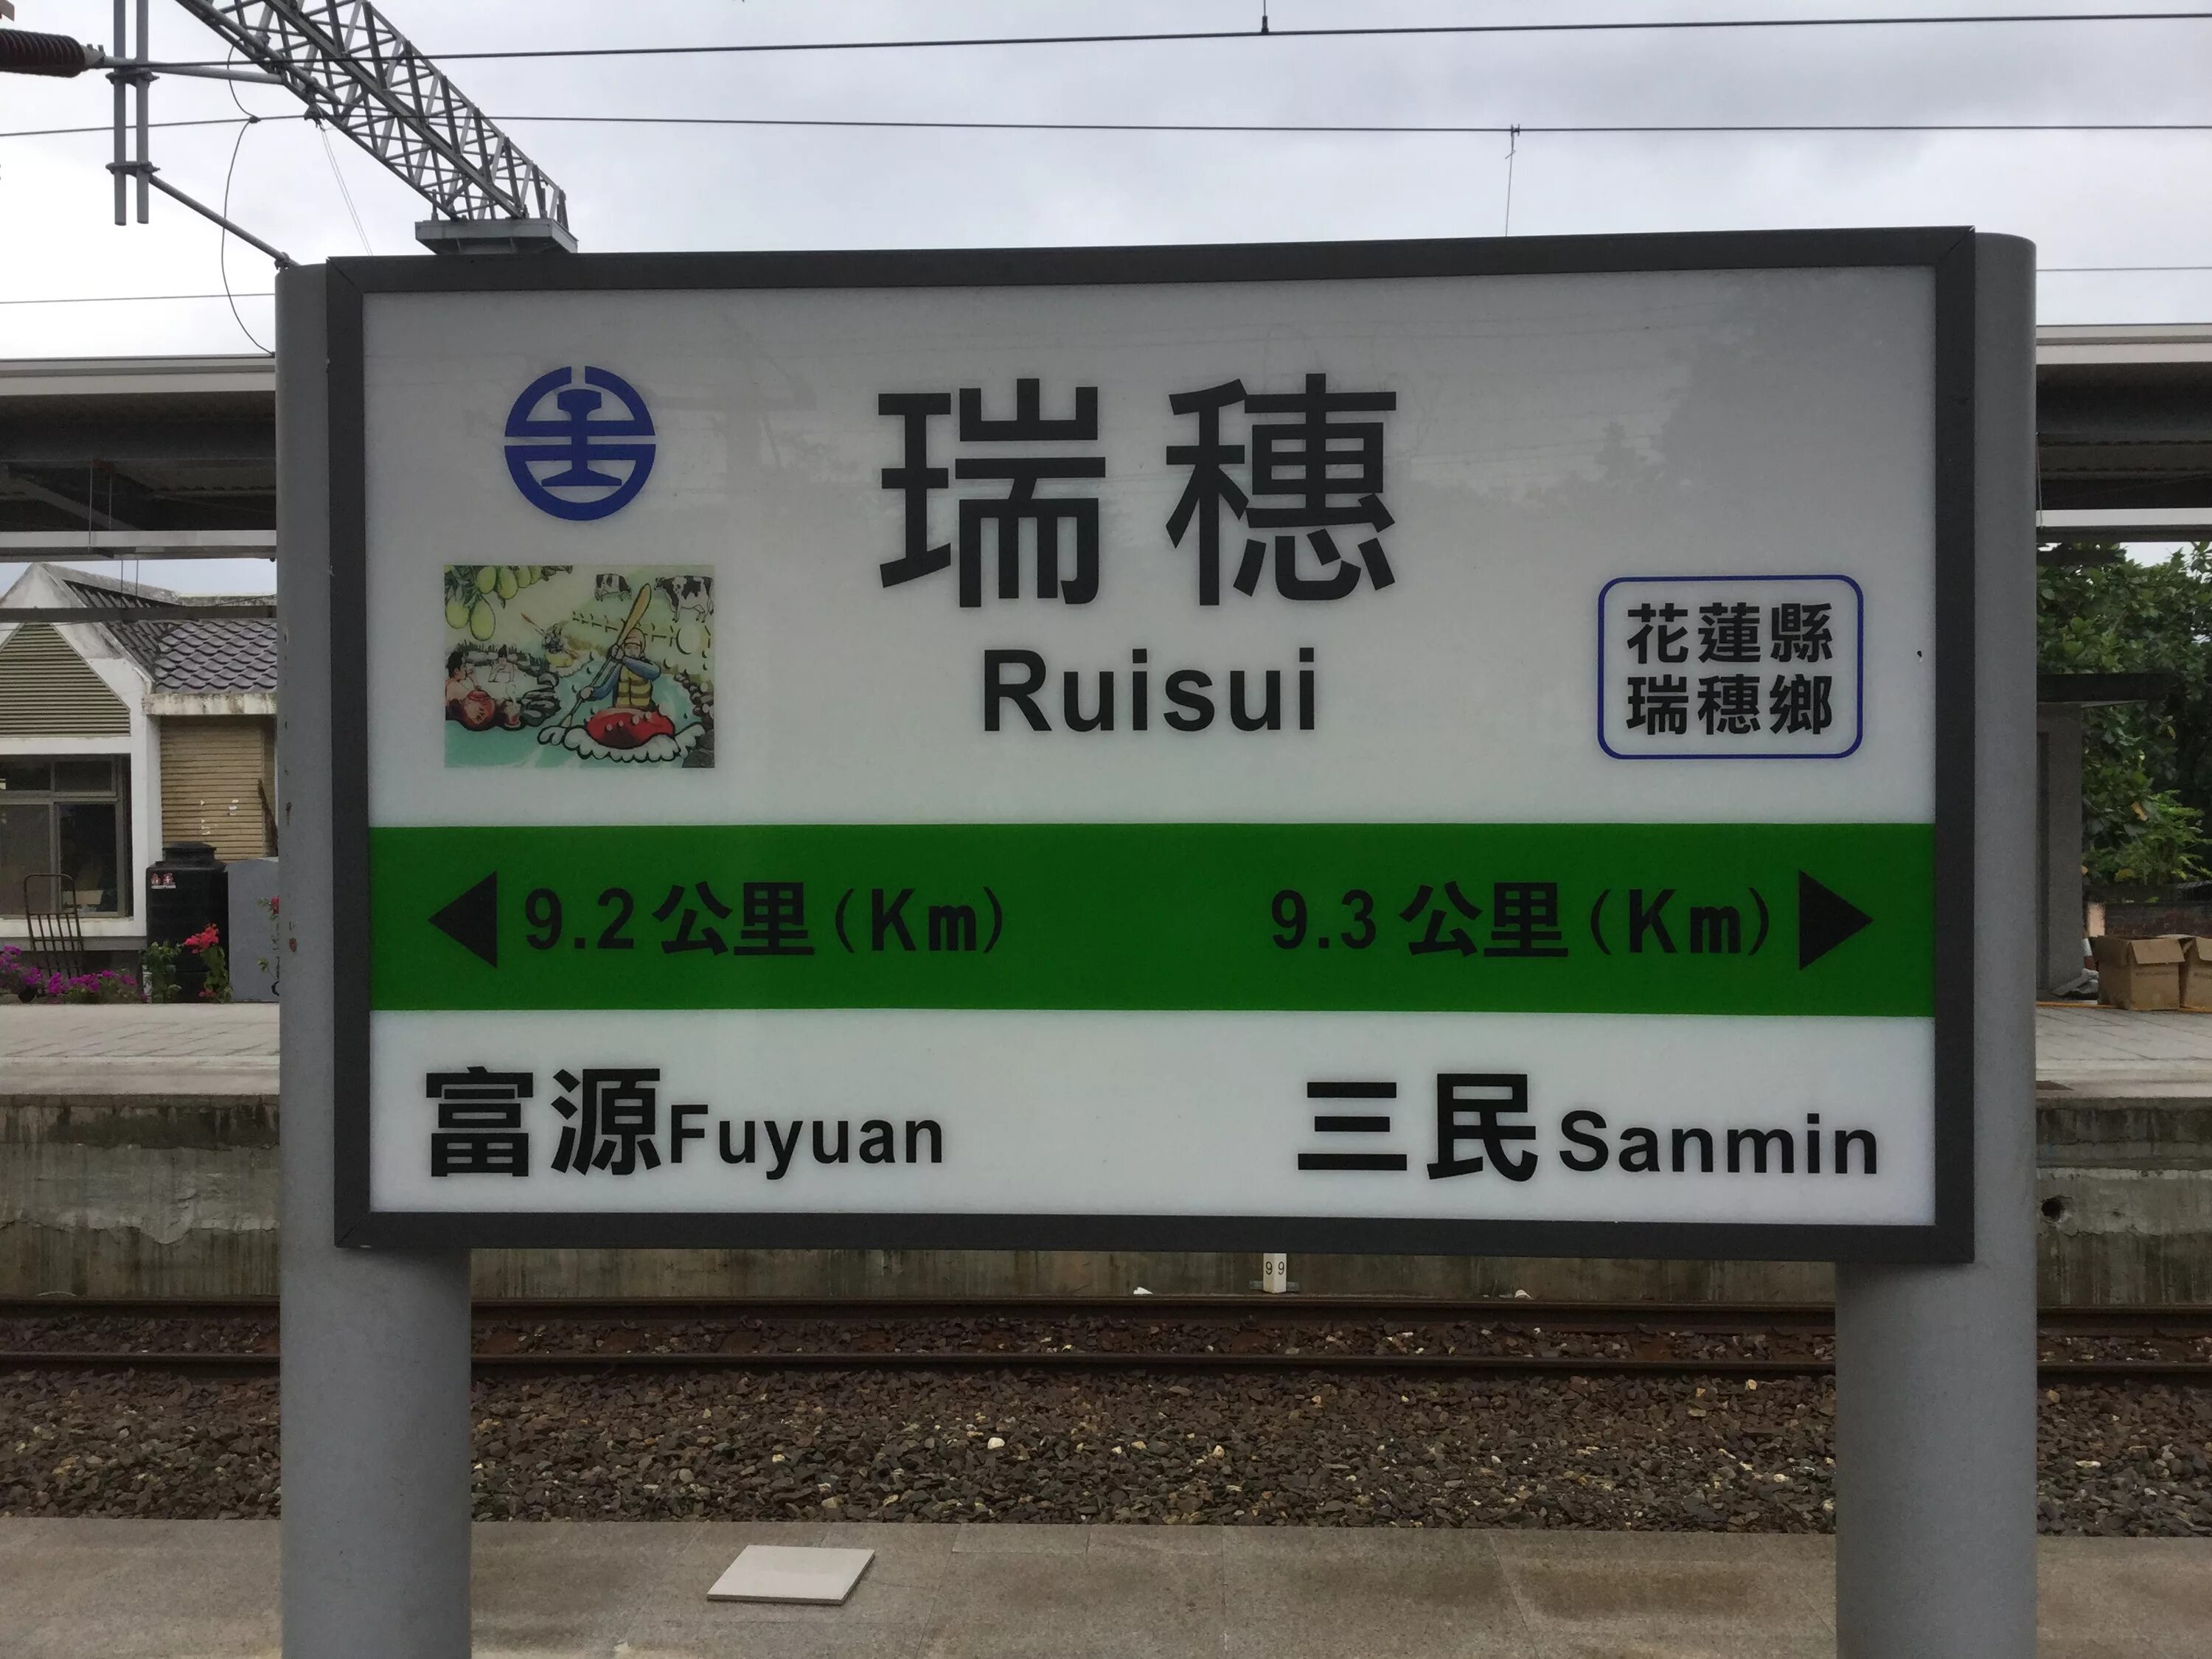 瑞穗
Ruisui
花蓮縣
瑞穗鄉
9.2公里(Km)
9.3公里(Km)
富源Fuyuan
三民Sanmin
99